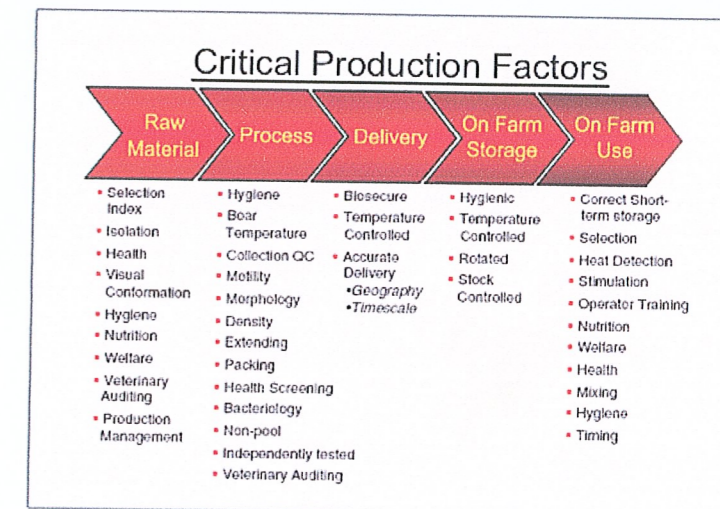 Critical Production Factors
Raw
Material
Process
Delivery
On Farm
Storage
On Farm
Use
• Selection
Index
• Isolation
• Health
• Visual
Conformation
• Hygiene
• Nutrition
• Welfare
• Veterinary
Auditing
• Production
Management
• Hygiene
• Boar
Temperature
• Collection QC
• Motility
• Morphology
• Density
• Extending
• Packing
• Health Screening
• Bacteriology
• Non-pool
• Independently tested
• Veterinary Auditing
• Biosecure
• Temperature
Controlled
• Accurate
Delivery
•Geography
•Timescale
• Hygienic
• Temperature
Controlled
• Rotated
• Stock
Controlled
• Correct Short-
term storage
• Selection
• Heat Detection
• Stimulation
• Operator Training
• Nutrition
• Welfare
• Health
• Mixing
• Hygiene
• Timing